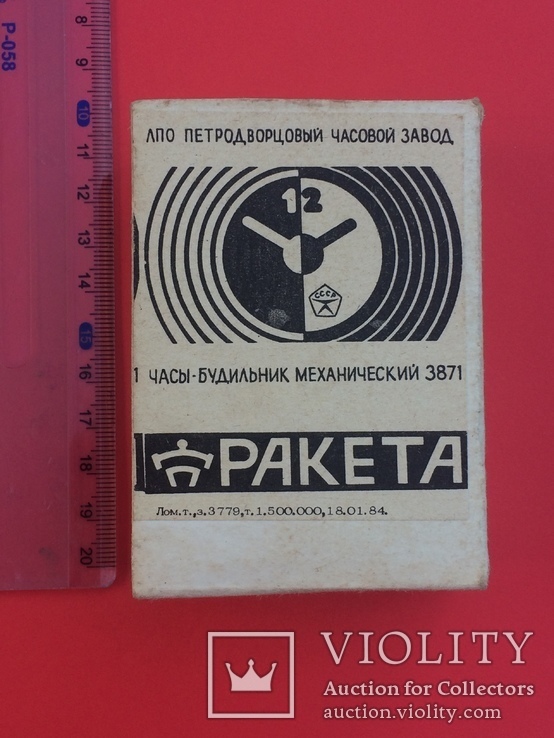 P-058
8
9
10
11
12
13
14
15
16
17
18
19
20
ЛПО ПЕТРОДВОРЦОВЫЙ ЧАСОВОЙ ЗАВОД
12
СССР
1 ЧАСЫ-БУДИЛЬНИК МЕХАНИЧЕСКИЙ 3871
РАКЕТА
Лом.т.,з.3779,т.1.500.000,18.01.84.
VIOLITY
Auction for Collectors
auction.violity.com